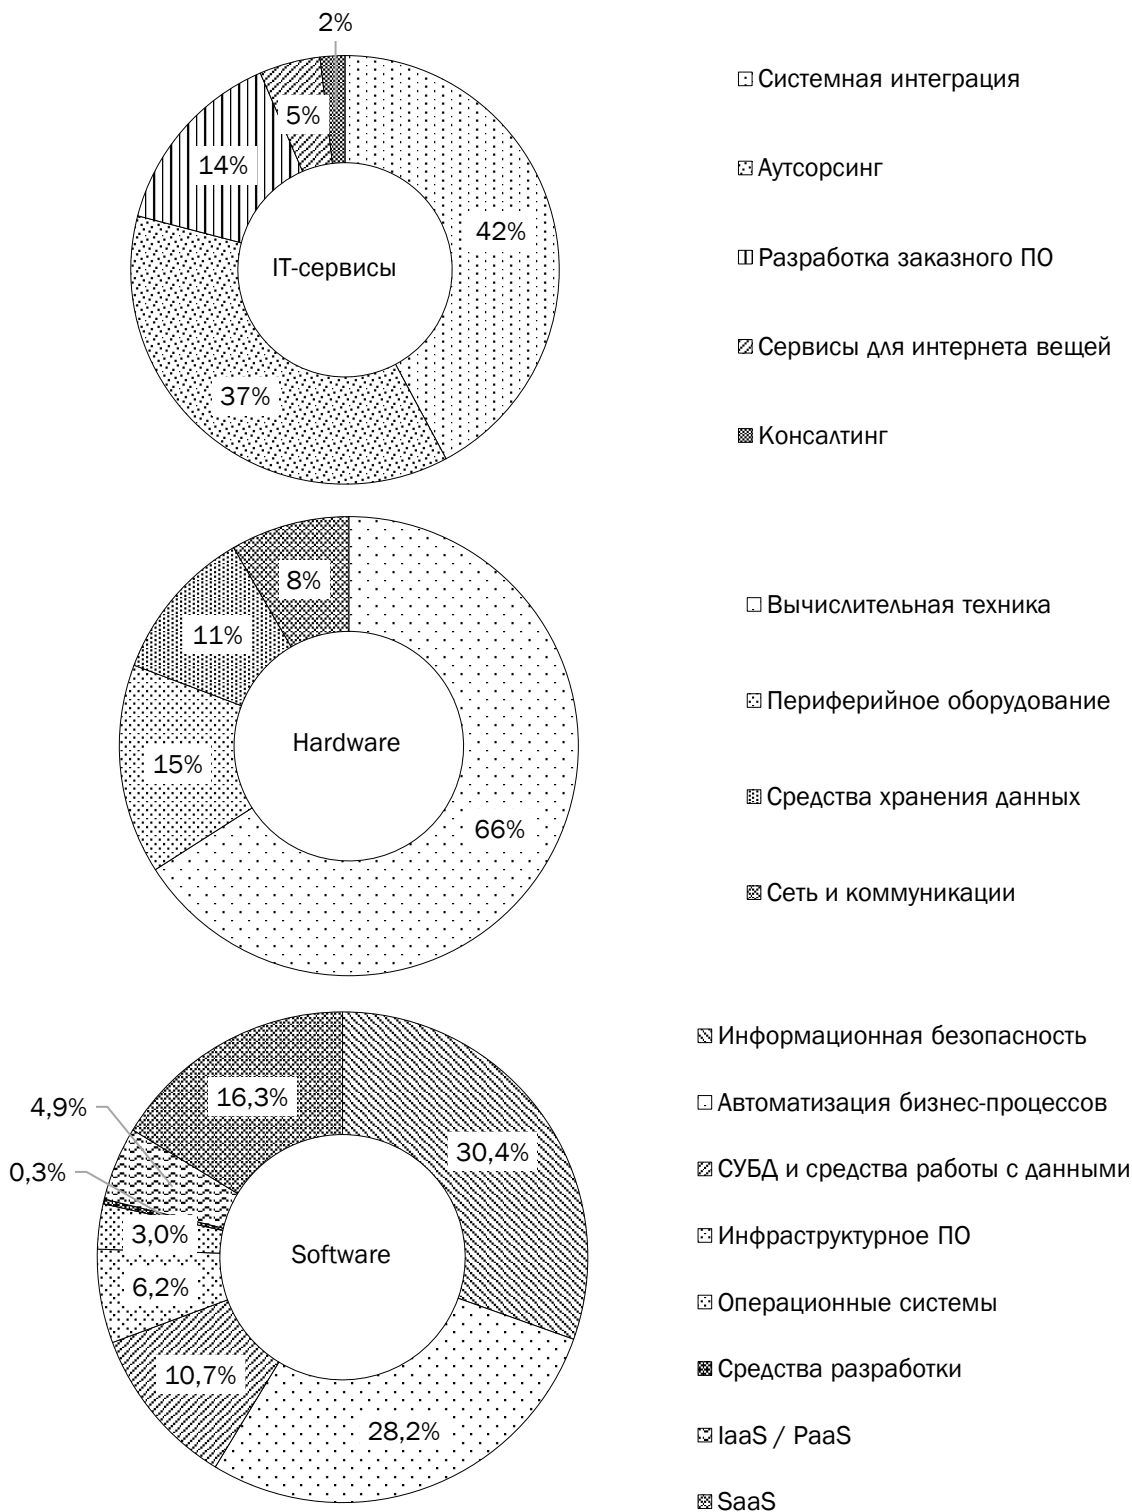 2%
5%
14%
42%
IT-сервисы
37%
Системная интеграция
Аутсорсинг
Разработка заказного ПО
Сервисы для интернета вещей
Консалтинг
8%
11%
Hardware
15%
66%
Вычислительная техника
Периферийное оборудование
Средства хранения данных
Сеть и коммуникации
16,3%
4,9%
30,4%
0,3%
3,0%
Software
6,2%
10,7%
28,2%
Информационная безопасность
Автоматизация бизнес-процессов
СУБД и средства работы с данными
Инфраструктурное ПО
Операционные системы
Средства разработки
IaaS / PaaS
SaaS